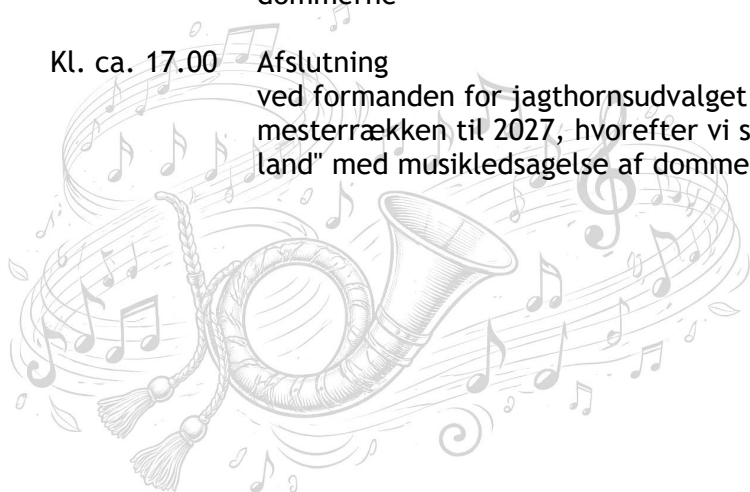 dommerne
Kl. ca. 17.00 Afslutning
ved formanden for jagthornsudvalget
mesterrækken til 2027, hvorefter vi s
land" med musikledsagelse af domme